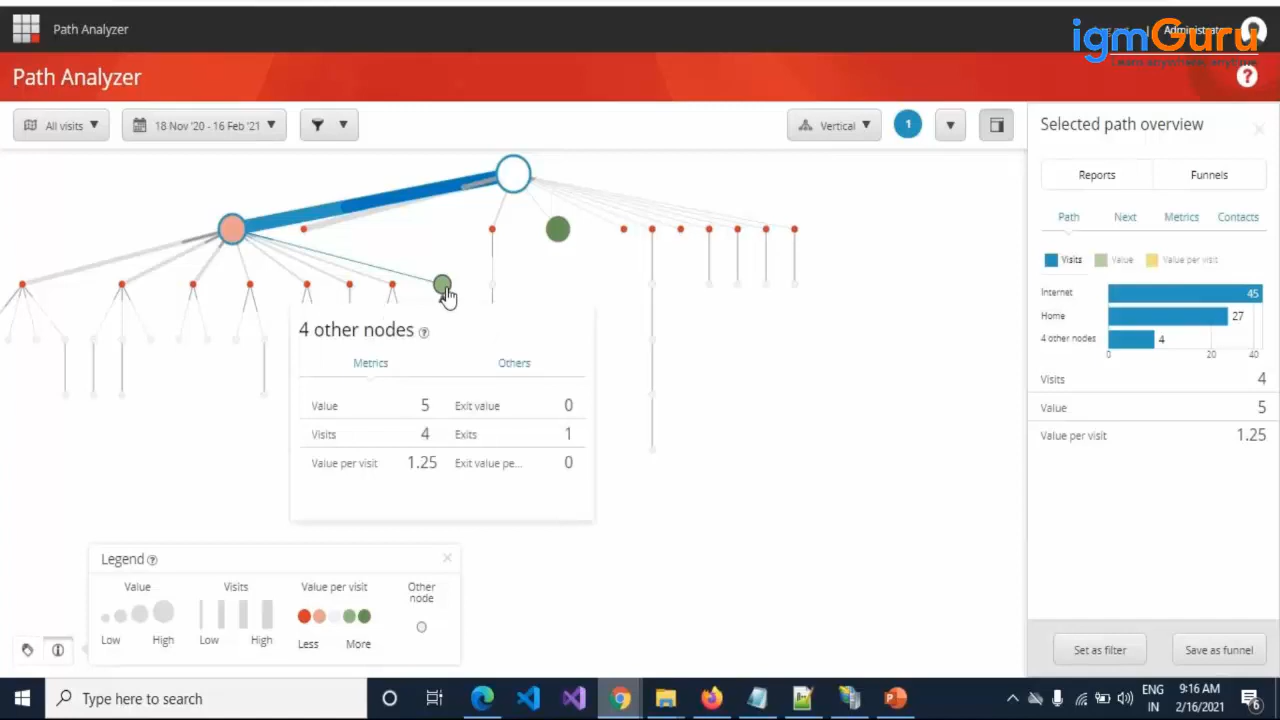 Path Analyzer
Administrat
igmGuru
Learn anywhere, anytime
Path Analyzer
?
All visits
18 Nov '20 - 16 Feb '21
Vertical
1
Selected path overview
Reports
Funnels
Path
Next
Metrics
Contacts
Visits
Value
Value per visit
Internet
45
Home
27
4 other nodes
4
0
20
40
Visits
4
Value
5
Value per visit
1.25
4 other nodes ?
Metrics
Others
Value
5
Exit value
0
Visits
4
Exits
1
Value per visit
1.25
Exit value pe...
0
Legend ?
Value
Visits
Value per visit
Other
node
Low
High
Low
High
Less
More
Set as filter
Save as funnel
Type here to search
ENG
IN
9:16 AM
2/16/2021
6